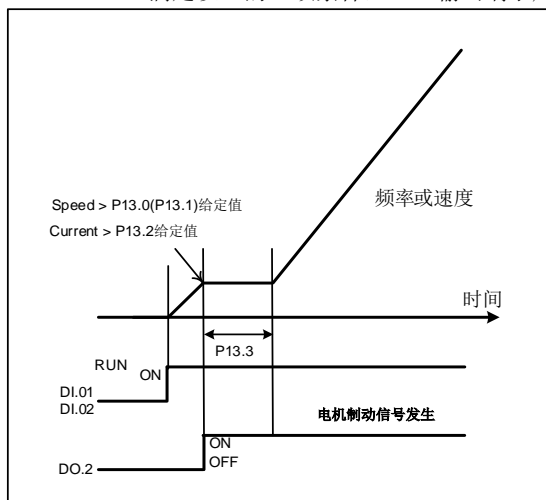 Speed > P13.0(P13.1)给定值
Current > P13.2给定值
频率或速度
时间
P13.3
RUN
ON
DI.01
DI.02
电机制动信号发生
ON
OFF
DO.2